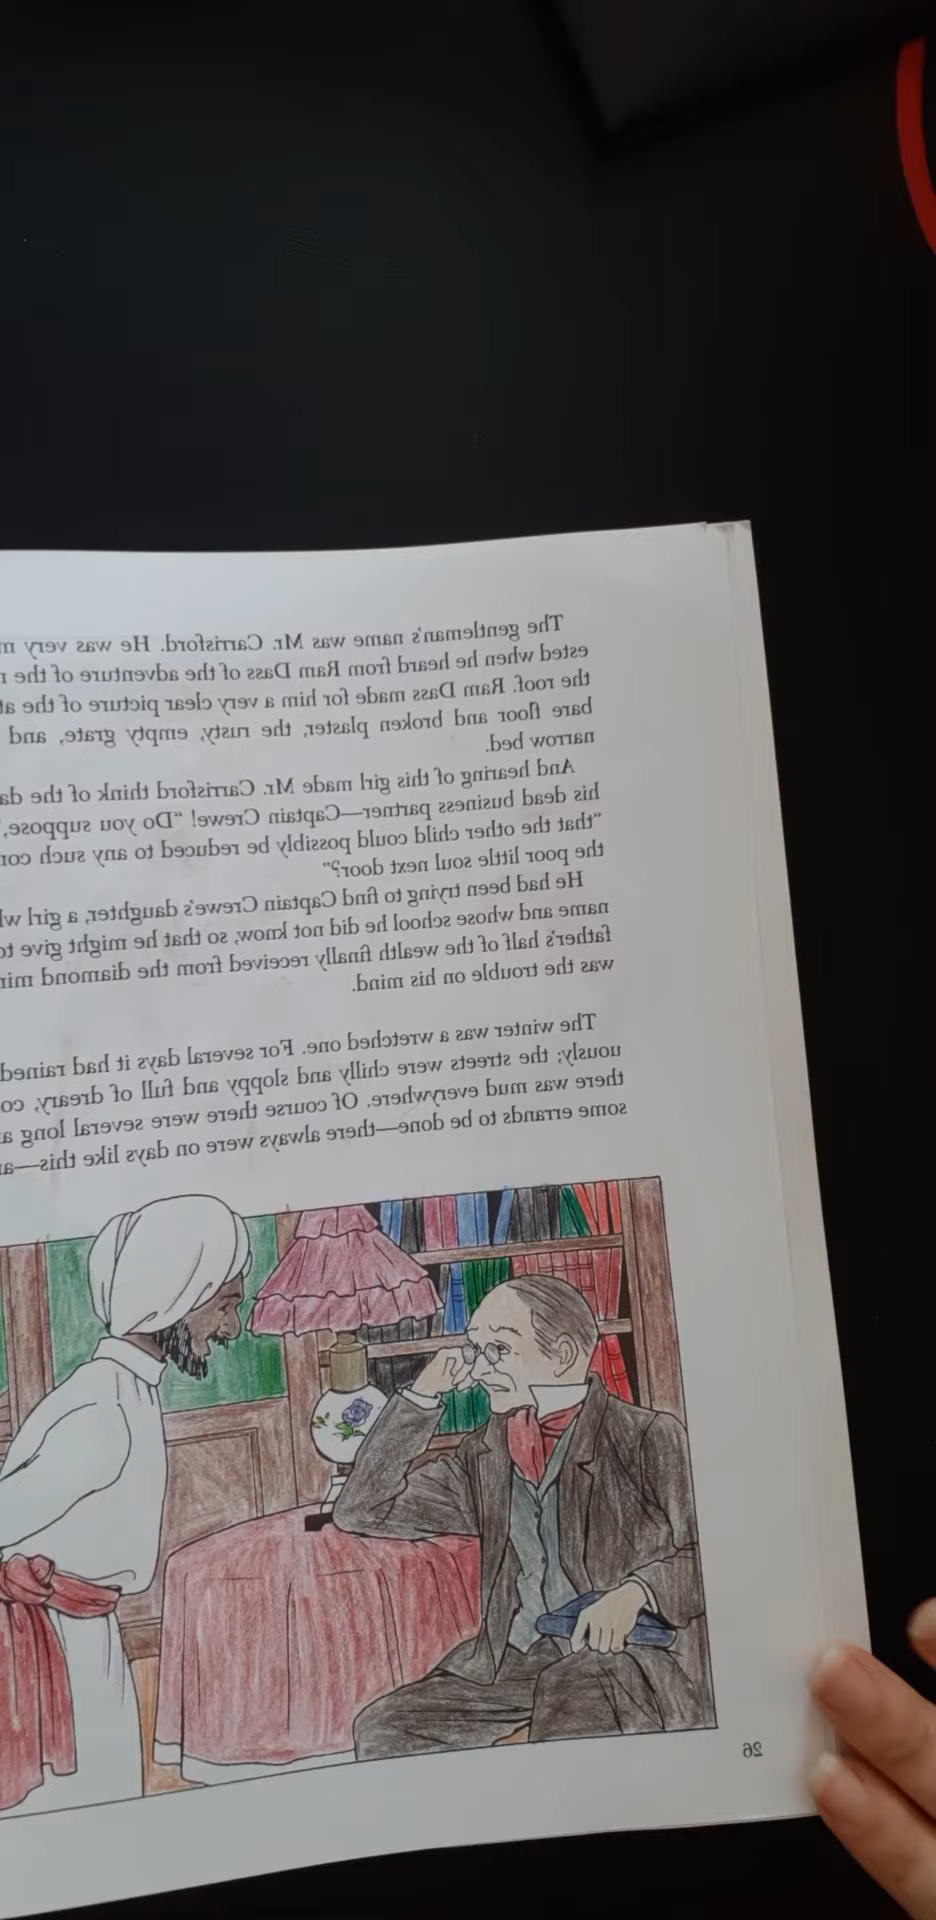 The gentleman's name was Mr. Carrisford. He was very
ested when he heard from Ram Dass of the adventure of the
the roof. Ram Dass made for him a very clear picture of the
bare floor and broken plaster, the rusty, empty grate, and
narrow bed.
And hearing of this girl made Mr. Carrisford think of the
his dead business partner—Captain Crewe! "Do you suppose,"
"that the other child could possibly be reduced to any such
the poor little soul next door?"
He had been trying to find Captain Crewe's daughter, a girl
name and whose school he did not know, so that he might give
father's half of the wealth finally received from the diamond
was the trouble on his mind.
The winter was a wretched one. For several days it had rained
uously; the streets were chilly and sloppy and full of dreary,
there was mud everywhere. Of course there were several long
some errands to be done—there always were on days like this—
26